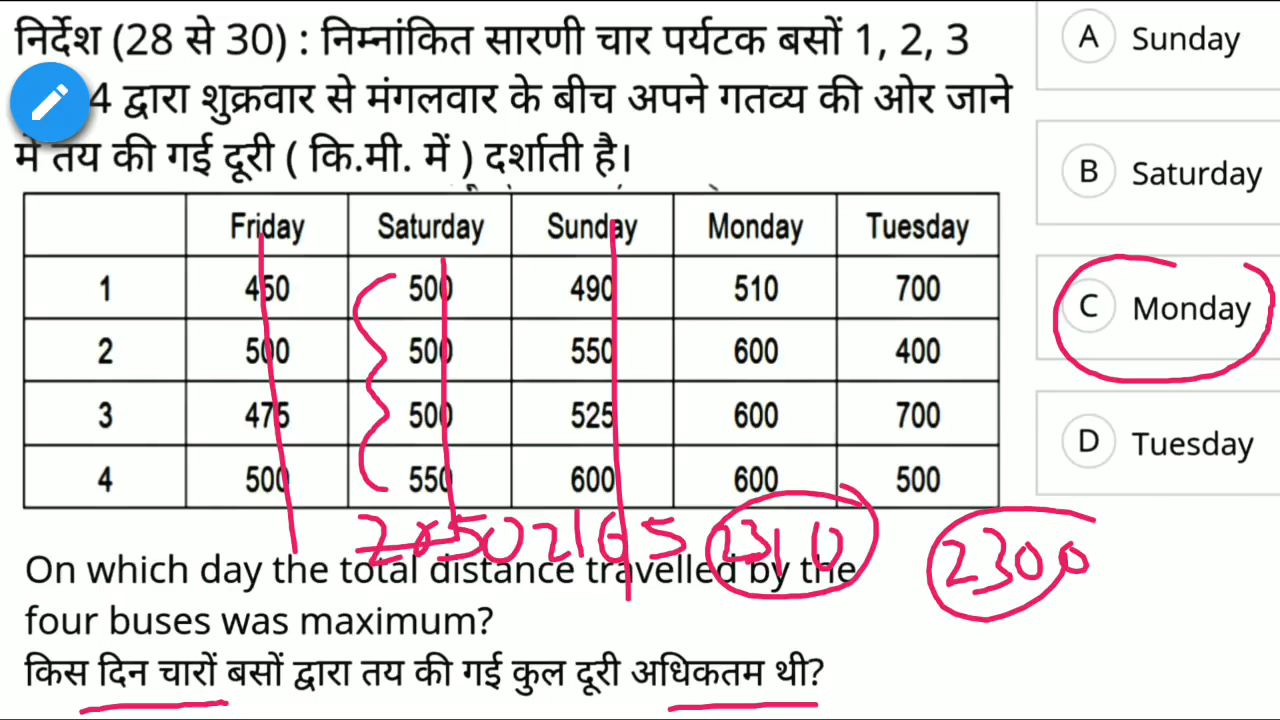 निर्देश (28 से 30) : निम्नांकित सारणी चार पर्यटक बसों 1, 2, 3
4 द्वारा शुक्रवार से मंगलवार के बीच अपने गतव्य की ओर जाने
में तय की गई दूरी ( कि.मी. में ) दर्शाती है।
Friday Saturday Sunday Monday Tuesday
1 450 500 490 510 700
2 500 500 550 600 400
3 475 500 525 600 700
4 500 550 600 600 500
2050 2165 2310 2300
On which day the total distance travelled by the
four buses was maximum?
किस दिन चारों बसों द्वारा तय की गई कुल दूरी अधिकतम थी?
A Sunday
B Saturday
C Monday
D Tuesday